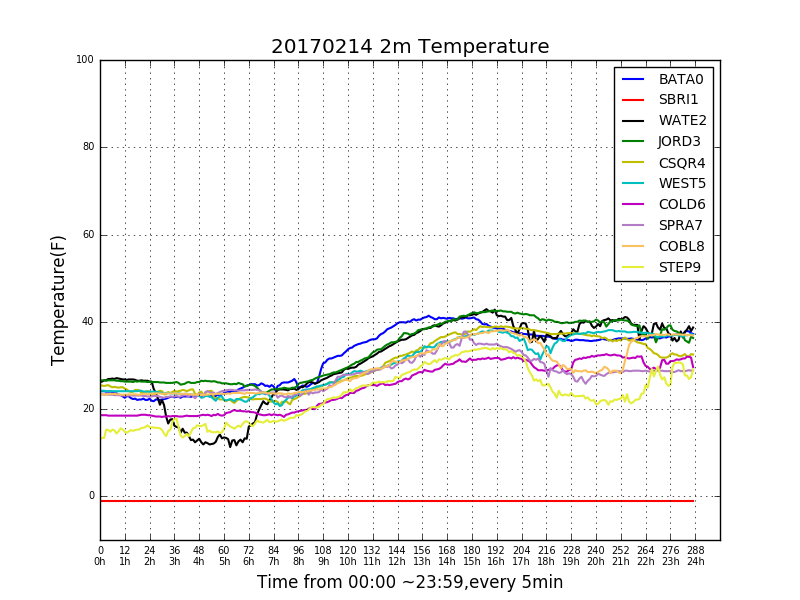 20170214 2m Temperature
100
80
60
40
20
0
Temperature(F)
BATA0
SBRI1
WATE2
JORD3
CSQR4
WEST5
COLD6
SPRA7
COBL8
STEP9
0 12 24 36 48 60 72 84 96 108 120 132 144 156 168 180 192 204 216 228 240 252 264 276 288
0h 1h 2h 3h 4h 5h 6h 7h 8h 9h 10h 11h 12h 13h 14h 15h 16h 17h 18h 19h 20h 21h 22h 23h 24h
Time from 00:00 ~23:59,every 5min